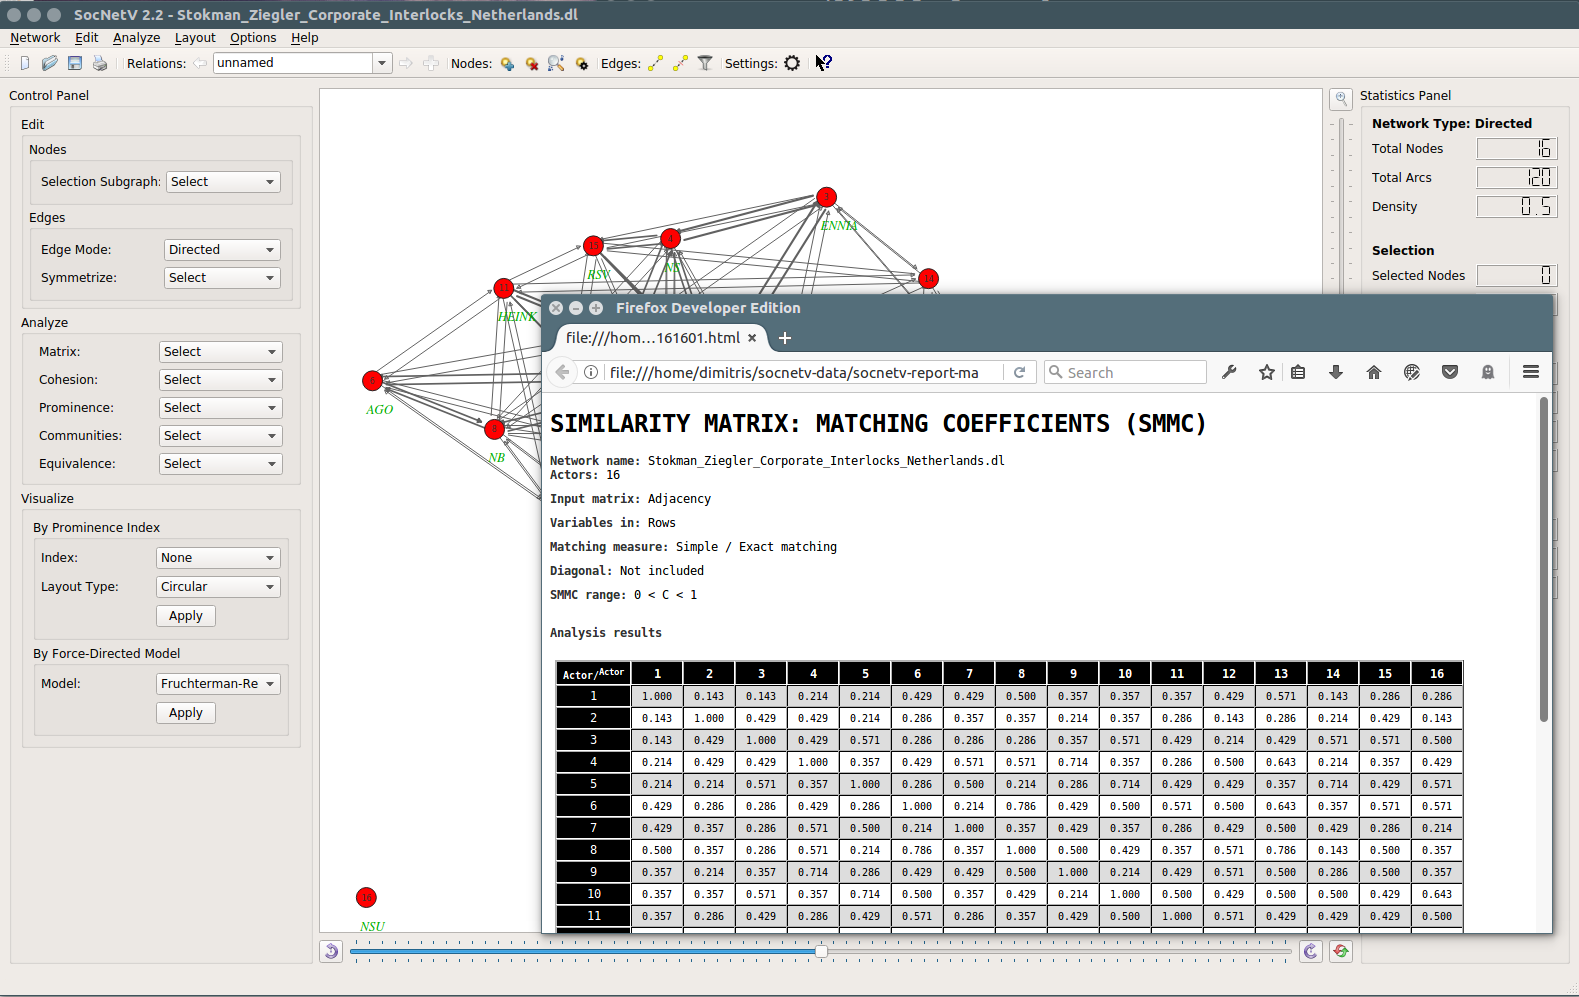 SocNetV 2.2 - Stokman_Ziegler_Corporate_Interlocks_Netherlands.dl
Network Edit Analyze Layout Options Help
Relations: unnamed Nodes: Edges: Settings:
Control Panel
Edit
Nodes
Selection Subgraph: Select
Edges
Edge Mode: Directed
Symmetrize: Select
Analyze
Matrix: Select
Cohesion: Select
Prominence: Select
Communities: Select
Equivalence: Select
Visualize
By Prominence Index
Index: None
Layout Type: Circular
Apply
By Force-Directed Model
Model: Fruchterman-Re
Apply
ENNIA
4
NS
15
RSV
14
11
HEINK
AGO
8
NB
16
NSU
Statistics Panel
Network Type: Directed
Total Nodes 16
Total Arcs 120
Density 0.5
Selection
Selected Nodes 0
Firefox Developer Edition
file:///hom...161601.html
file:///home/dimitris/socnetv-data/socnetv-report-ma Search
SIMILARITY MATRIX: MATCHING COEFFICIENTS (SMMC)
Network name: Stokman_Ziegler_Corporate_Interlocks_Netherlands.dl
Actors: 16
Input matrix: Adjacency
Variables in: Rows
Matching measure: Simple / Exact matching
Diagonal: Not included
SMMC range: 0 < C < 1
Analysis results
Actor/Actor 1 2 3 4 5 6 7 8 9 10 11 12 13 14 15 16
1 1.000 0.143 0.143 0.214 0.214 0.429 0.429 0.500 0.357 0.357 0.357 0.429 0.571 0.143 0.286 0.286
2 0.143 1.000 0.429 0.429 0.214 0.286 0.357 0.357 0.214 0.357 0.286 0.143 0.286 0.214 0.429 0.143
3 0.143 0.429 1.000 0.429 0.571 0.286 0.286 0.286 0.357 0.571 0.429 0.214 0.429 0.571 0.571 0.500
4 0.214 0.429 0.429 1.000 0.357 0.429 0.571 0.571 0.714 0.357 0.286 0.500 0.643 0.214 0.357 0.429
5 0.214 0.214 0.571 0.357 1.000 0.286 0.500 0.214 0.286 0.714 0.429 0.429 0.357 0.714 0.429 0.571
6 0.429 0.286 0.286 0.429 0.286 1.000 0.214 0.786 0.429 0.500 0.571 0.500 0.643 0.357 0.571 0.571
7 0.429 0.357 0.286 0.571 0.500 0.214 1.000 0.357 0.429 0.357 0.286 0.429 0.500 0.429 0.286 0.214
8 0.500 0.357 0.286 0.571 0.214 0.786 0.357 1.000 0.500 0.429 0.357 0.571 0.786 0.143 0.500 0.357
9 0.357 0.214 0.357 0.714 0.286 0.429 0.429 0.500 1.000 0.214 0.429 0.571 0.500 0.286 0.500 0.357
10 0.357 0.357 0.571 0.357 0.714 0.500 0.357 0.429 0.214 1.000 0.500 0.429 0.500 0.500 0.429 0.643
11 0.357 0.286 0.429 0.286 0.429 0.571 0.286 0.357 0.429 0.500 1.000 0.571 0.429 0.429 0.429 0.500